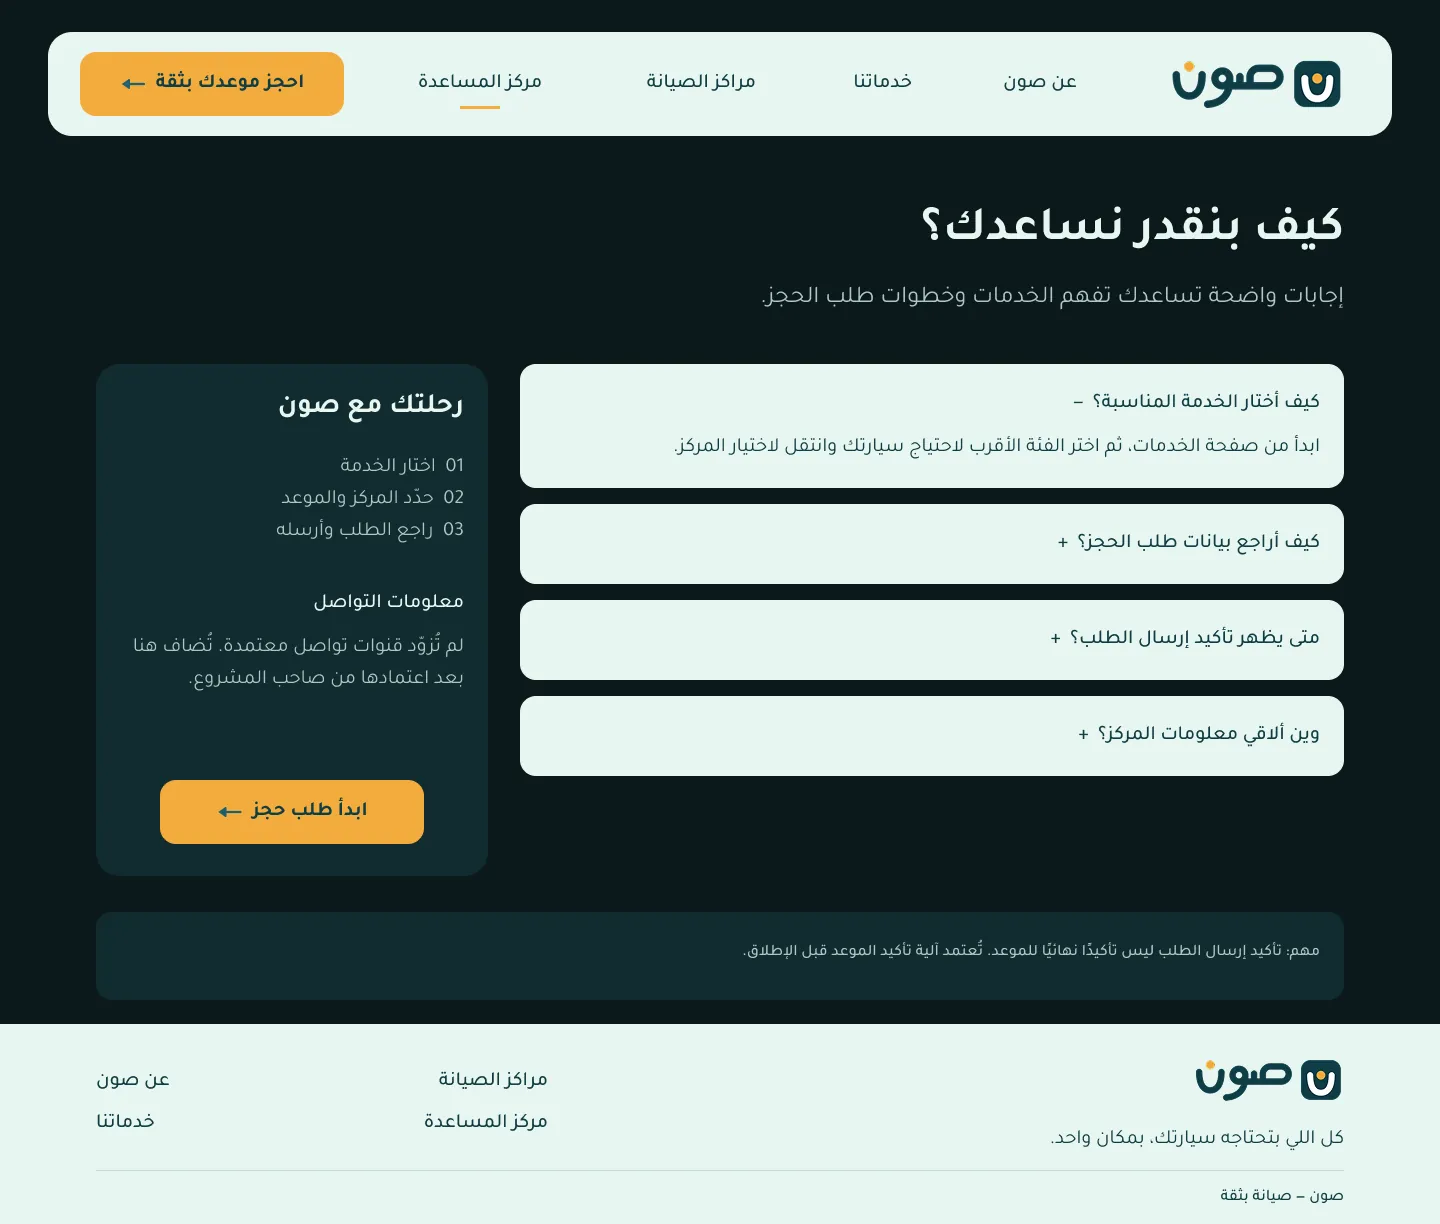 صون
عن صون
خدماتنا
مراكز الصيانة
مركز المساعدة
احجز موعدك بثقة ←
كيف بنقدر نساعدك؟
إجابات واضحة تساعدك تفهم الخدمات وخطوات طلب الحجز.
كيف أختار الخدمة المناسبة؟ –
ابدأ من صفحة الخدمات، ثم اختر الفئة الأقرب لاحتياج سيارتك وانتقل لاختيار المركز.
كيف أراجع بيانات طلب الحجز؟ +
متى يظهر تأكيد إرسال الطلب؟ +
وين ألاقي معلومات المركز؟ +
رحلتك مع صون
01 اختار الخدمة
02 حدّد المركز والموعد
03 راجع الطلب وأرسله
معلومات التواصل
لم تُزوّد قنوات تواصل معتمدة. تُضاف هنا
بعد اعتمادها من صاحب المشروع.
ابدأ طلب حجز ←
مهم: تأكيد إرسال الطلب ليس تأكيدًا نهائيًا للموعد. تُعتمد آلية تأكيد الموعد قبل الإطلاق.
صون
كل اللي بتحتاجه سيارتك، بمكان واحد.
مراكز الصيانة
مركز المساعدة
عن صون
خدماتنا
صون – صيانة بثقة